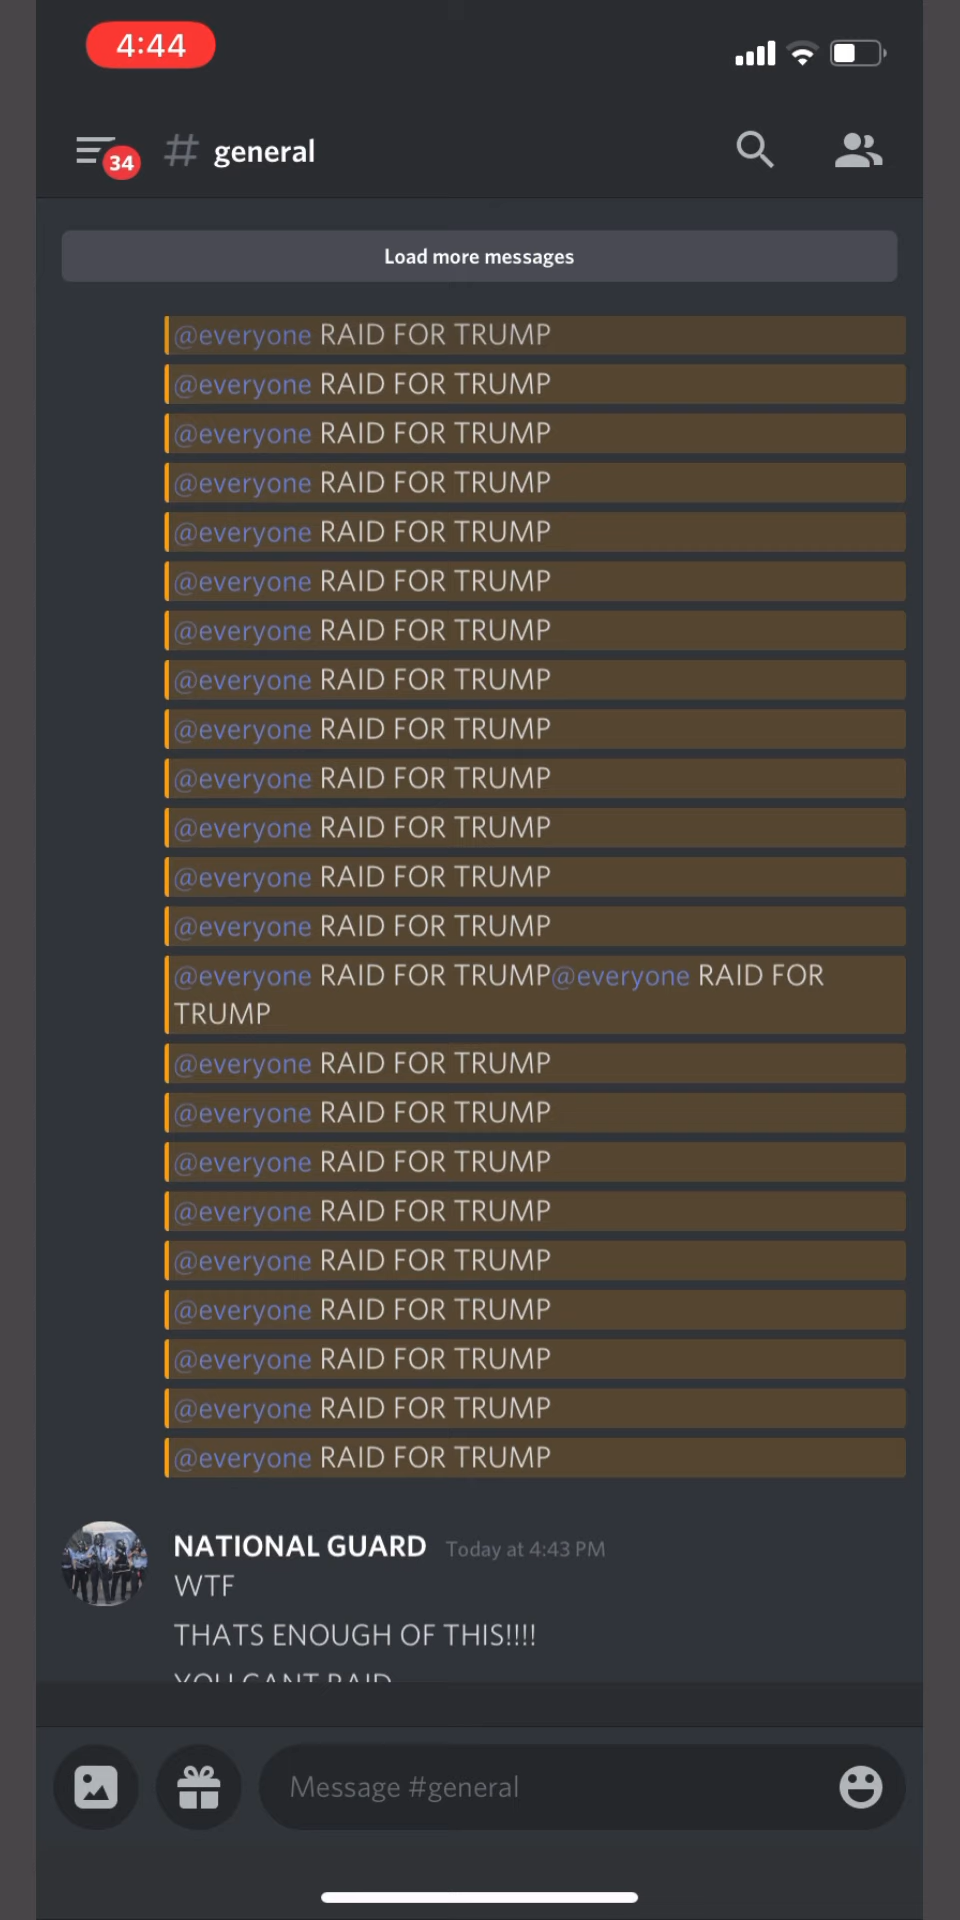 4:44
34 # general
Load more messages
@everyone RAID FOR TRUMP
@everyone RAID FOR TRUMP
@everyone RAID FOR TRUMP
@everyone RAID FOR TRUMP
@everyone RAID FOR TRUMP
@everyone RAID FOR TRUMP
@everyone RAID FOR TRUMP
@everyone RAID FOR TRUMP
@everyone RAID FOR TRUMP
@everyone RAID FOR TRUMP
@everyone RAID FOR TRUMP
@everyone RAID FOR TRUMP
@everyone RAID FOR TRUMP
@everyone RAID FOR TRUMP@everyone RAID FOR
TRUMP
@everyone RAID FOR TRUMP
@everyone RAID FOR TRUMP
@everyone RAID FOR TRUMP
@everyone RAID FOR TRUMP
@everyone RAID FOR TRUMP
@everyone RAID FOR TRUMP
@everyone RAID FOR TRUMP
@everyone RAID FOR TRUMP
@everyone RAID FOR TRUMP
NATIONAL GUARD Today at 4:43 PM
WTF
THATS ENOUGH OF THIS!!!!
YOU CANT RAID
Message #general